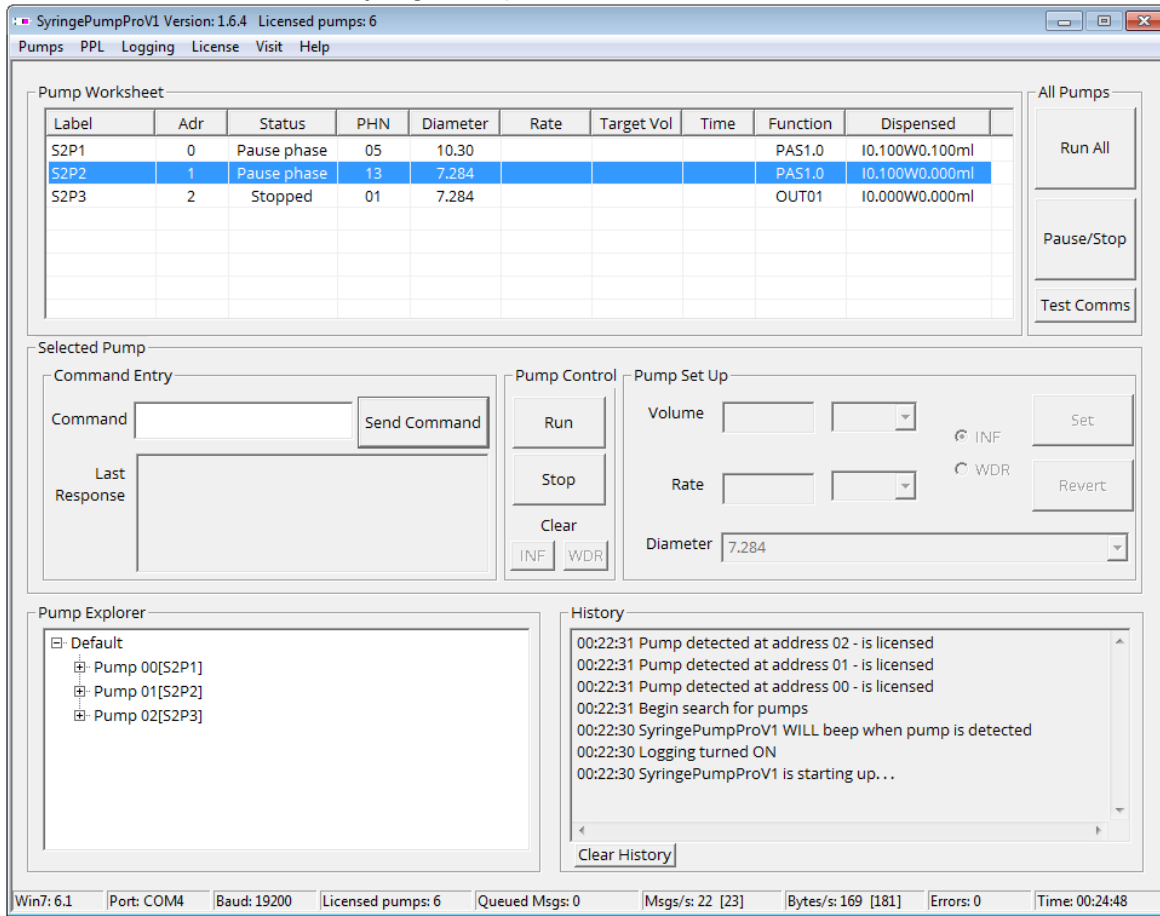 SyringePumpProV1 Version: 1.6.4 Licensed pumps: 6
Pumps PPL Logging License Visit Help
Pump Worksheet
Label Adr Status PHN Diameter Rate Target Vol Time Function Dispensed
S2P1 0 Pause phase 05 10.30 PAS1.0 I0.100W0.100ml
S2P2 1 Pause phase 13 7.284 PAS1.0 I0.100W0.000ml
S2P3 2 Stopped 01 7.284 OUT01 I0.000W0.000ml
All Pumps
Run All
Pause/Stop
Test Comms
Selected Pump
Command Entry
Command
Send Command
Last
Response
Pump Control
Run
Stop
Clear
INF WDR
Pump Set Up
Volume
INF
Set
Rate
WDR
Revert
Diameter 7.284
Pump Explorer
Default
Pump 00[S2P1]
Pump 01[S2P2]
Pump 02[S2P3]
History
00:22:31 Pump detected at address 02 - is licensed
00:22:31 Pump detected at address 01 - is licensed
00:22:31 Pump detected at address 00 - is licensed
00:22:31 Begin search for pumps
00:22:30 SyringePumpProV1 WILL beep when pump is detected
00:22:30 Logging turned ON
00:22:30 SyringePumpProV1 is starting up. . .
Clear History
Win7: 6.1 Port: COM4 Baud: 19200 Licensed pumps: 6 Queued Msgs: 0 Msgs/s: 22 [23] Bytes/s: 169 [181] Errors: 0 Time: 00:24:48